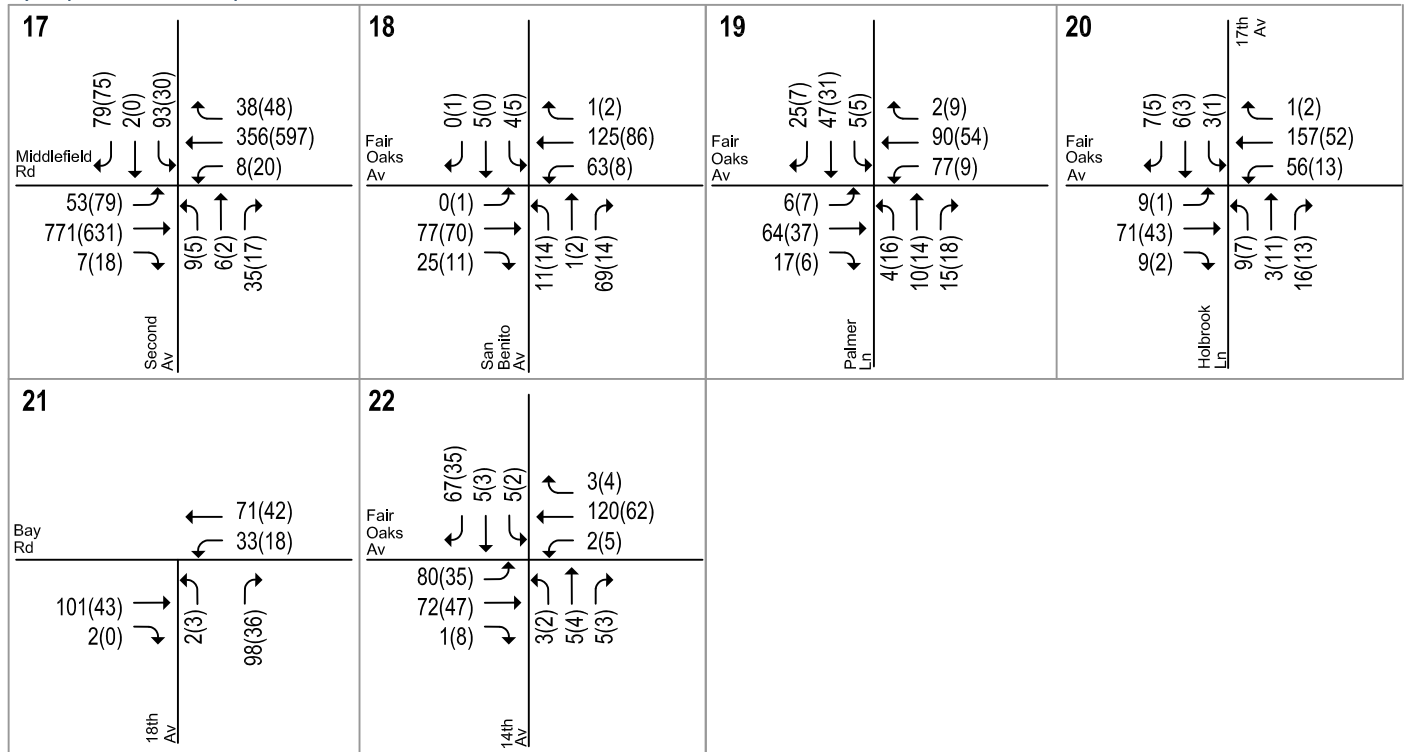 17
79(75)
2(0)
93(30)
38(48)
356(597)
8(20)
Middlefield
Rd
53(79)
771(631)
7(18)
9(5)
6(2)
35(17)
Second
Av
18
0(1)
5(0)
4(5)
1(2)
125(86)
63(8)
Fair
Oaks
Av
0(1)
77(70)
25(11)
11(14)
1(2)
69(14)
San
Benito
Av
19
25(7)
47(31)
5(5)
2(9)
90(54)
77(9)
Fair
Oaks
Av
6(7)
64(37)
17(6)
4(16)
10(14)
15(18)
Palmer
Ln
20
17th
Av
7(5)
6(3)
3(1)
1(2)
157(52)
56(13)
Fair
Oaks
Av
9(1)
71(43)
9(2)
9(7)
3(11)
16(13)
Holbrook
Ln
21
71(42)
33(18)
Bay
Rd
101(43)
2(0)
2(3)
98(36)
18th
Av
22
67(35)
5(3)
5(2)
3(4)
120(62)
2(5)
Fair
Oaks
Av
80(35)
72(47)
1(8)
3(2)
5(4)
5(3)
14th
Av